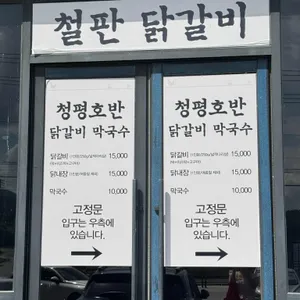 철판 닭갈비
청평호반
닭갈비 막국수
닭갈비 15,000
닭내장 15,000
막국수 10,000
고정문
입구는 우측에
있습니다.
→
청평호반
닭갈비 막국수
닭갈비 15,000
닭내장 15,000
막국수 10,000
고정문
입구는 우측에
있습니다.
→